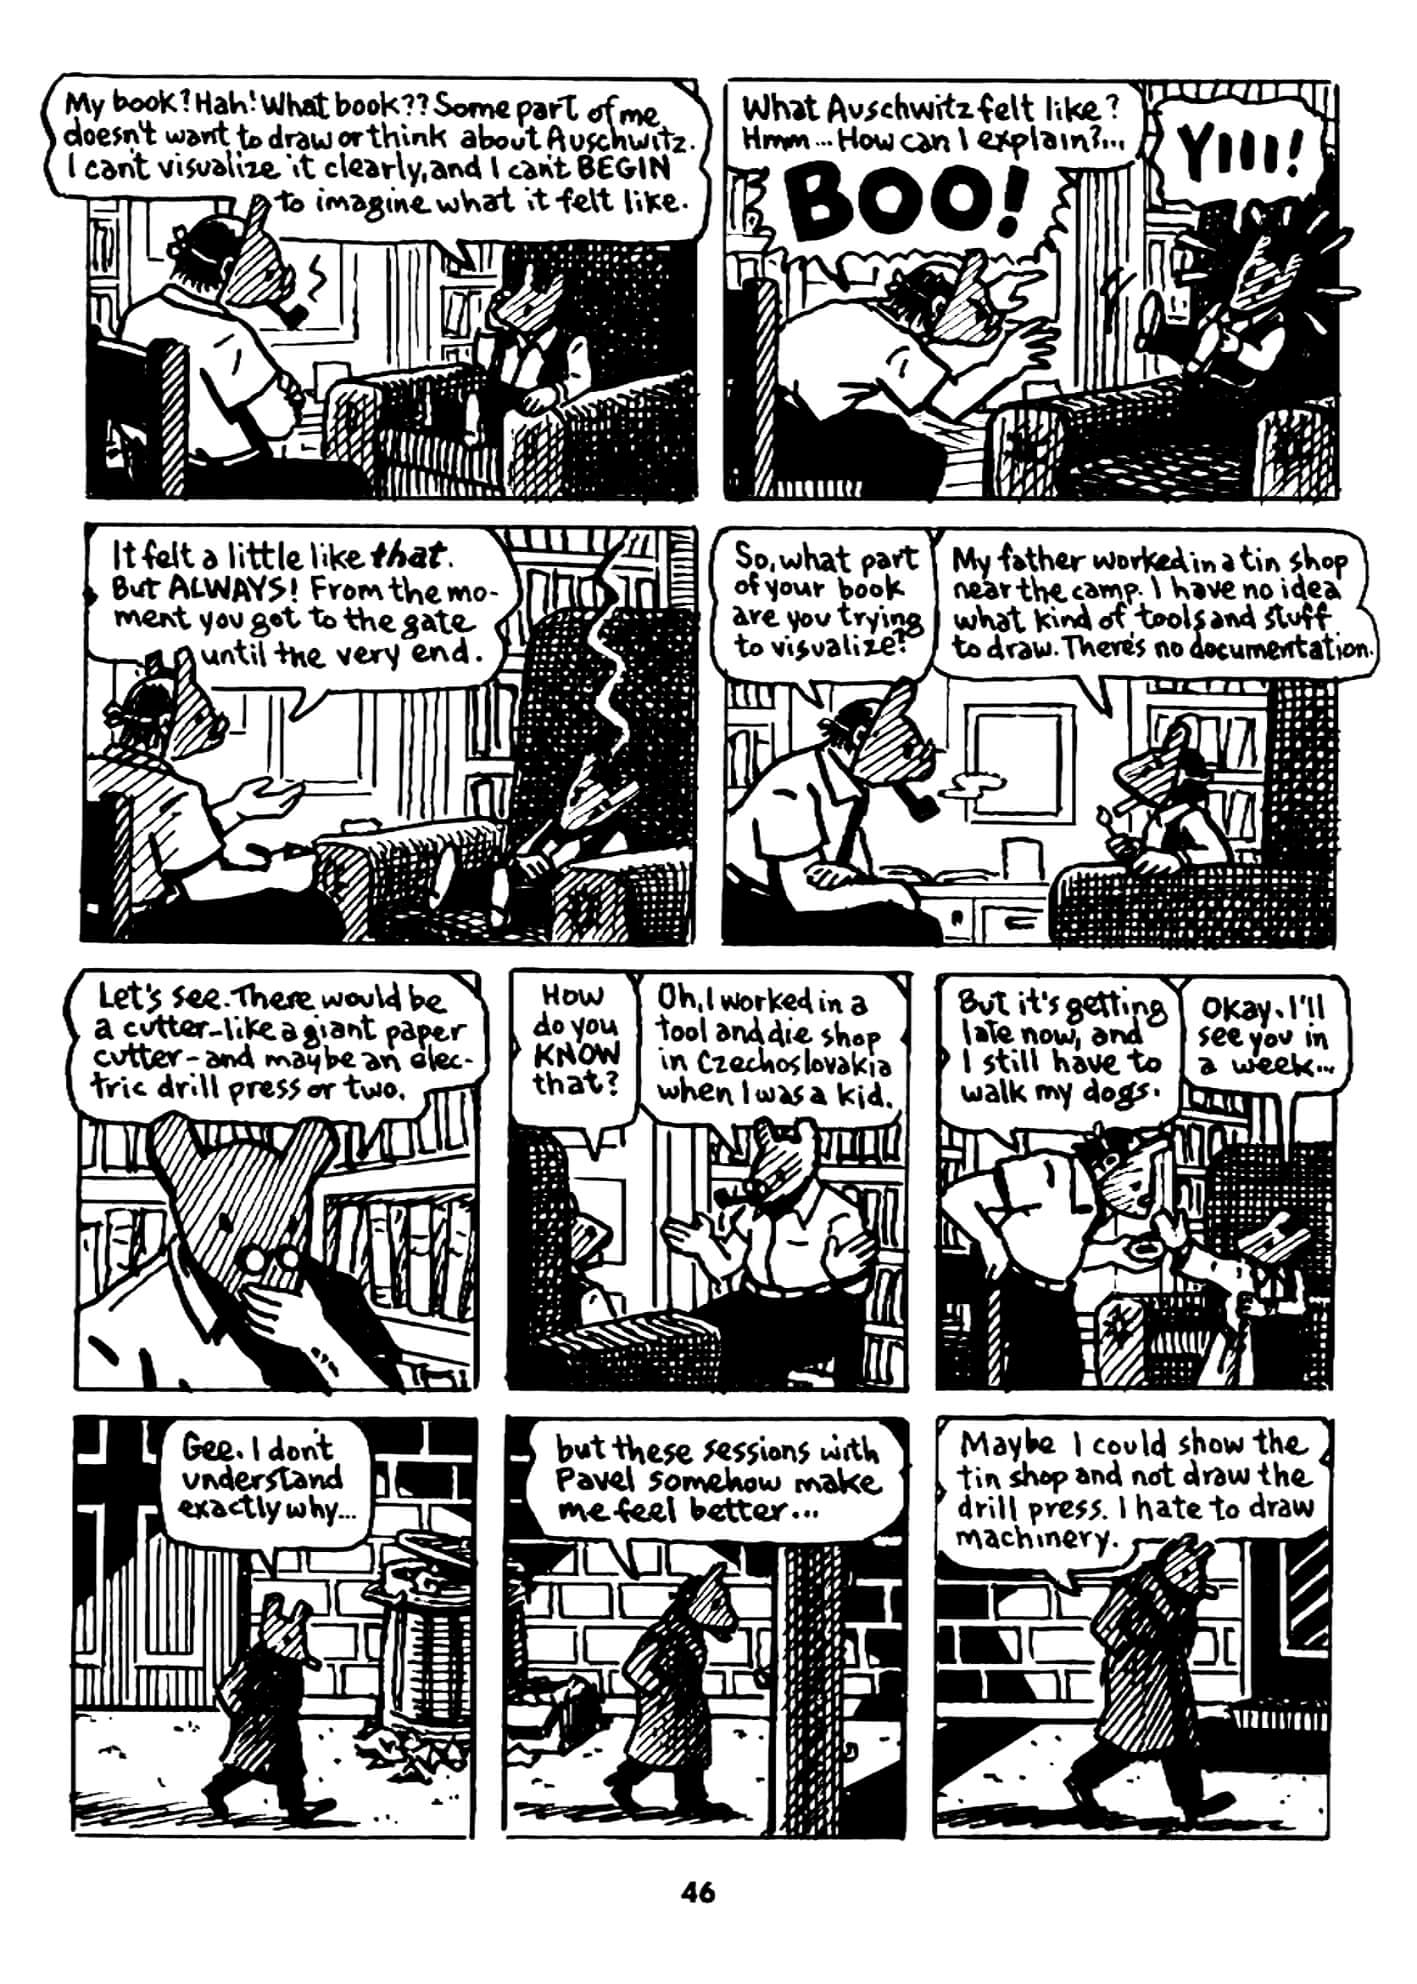 My book? Hah! What book?? Some part of me
doesn't want to draw or think about Auschwitz.
I can't visualize it clearly, and I can't BEGIN
to imagine what it felt like.
What Auschwitz felt like?
Hmm... How can I explain?...
BOO!
YIII!
It felt a little like that.
But ALWAYS! From the mo-
ment you got to the gate
until the very end.
So, what part
of your book
are you trying
to visualize?
My father worked in a tin shop
near the camp. I have no idea
what kind of tools and stuff
to draw. There's no documentation.
Let's see. There would be
a cutter-like a giant paper
cutter-and maybe an elec-
tric drill press or two.
How
do you
KNOW
that?
Oh, I worked in a
tool and die shop
in Czechoslovakia
when I was a kid.
But it's getting
late now, and
I still have to
walk my dogs.
Okay. I'll
see you in
a week...
Gee. I don't
understand
exactly why...
but these sessions with
Pavel somehow make
me feel better...
Maybe I could show the
tin shop and not draw the
drill press. I hate to draw
machinery.
46